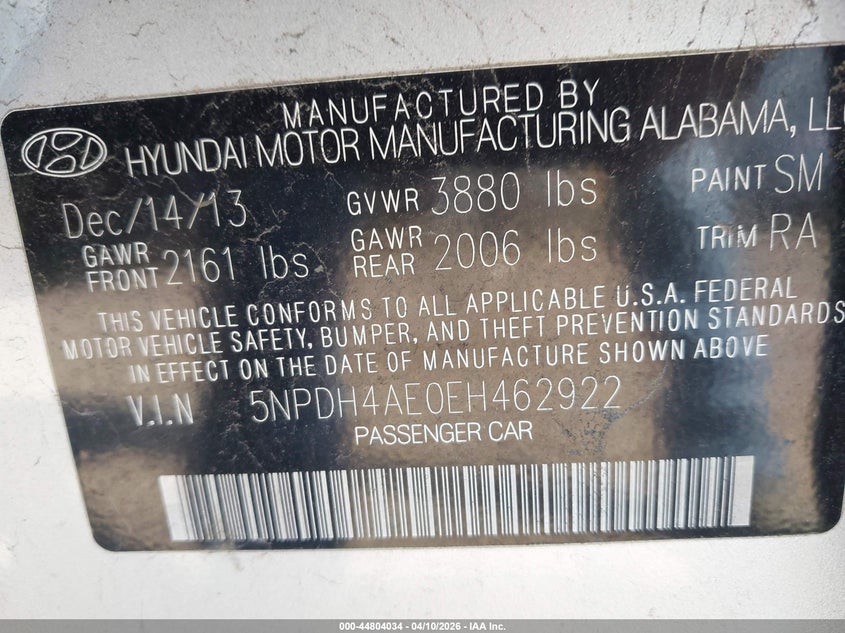 MANUFACTURED BY
HYUNDAI MOTOR MANUFACTURING ALABAMA, LLC
Dec/14/13 GVWR 3880 lbs PAINT SM
GAWR FRONT 2161 lbs GAWR REAR 2006 lbs TRIM RA
THIS VEHICLE CONFORMS TO ALL APPLICABLE U.S.A. FEDERAL
MOTOR VEHICLE SAFETY, BUMPER, AND THEFT PREVENTION STANDARDS
IN EFFECT ON THE DATE OF MANUFACTURE SHOWN ABOVE
V.I.N 5NPDH4AE0EH462922
PASSENGER CAR
000-44804034 - 04/10/2026 - IAA Inc.